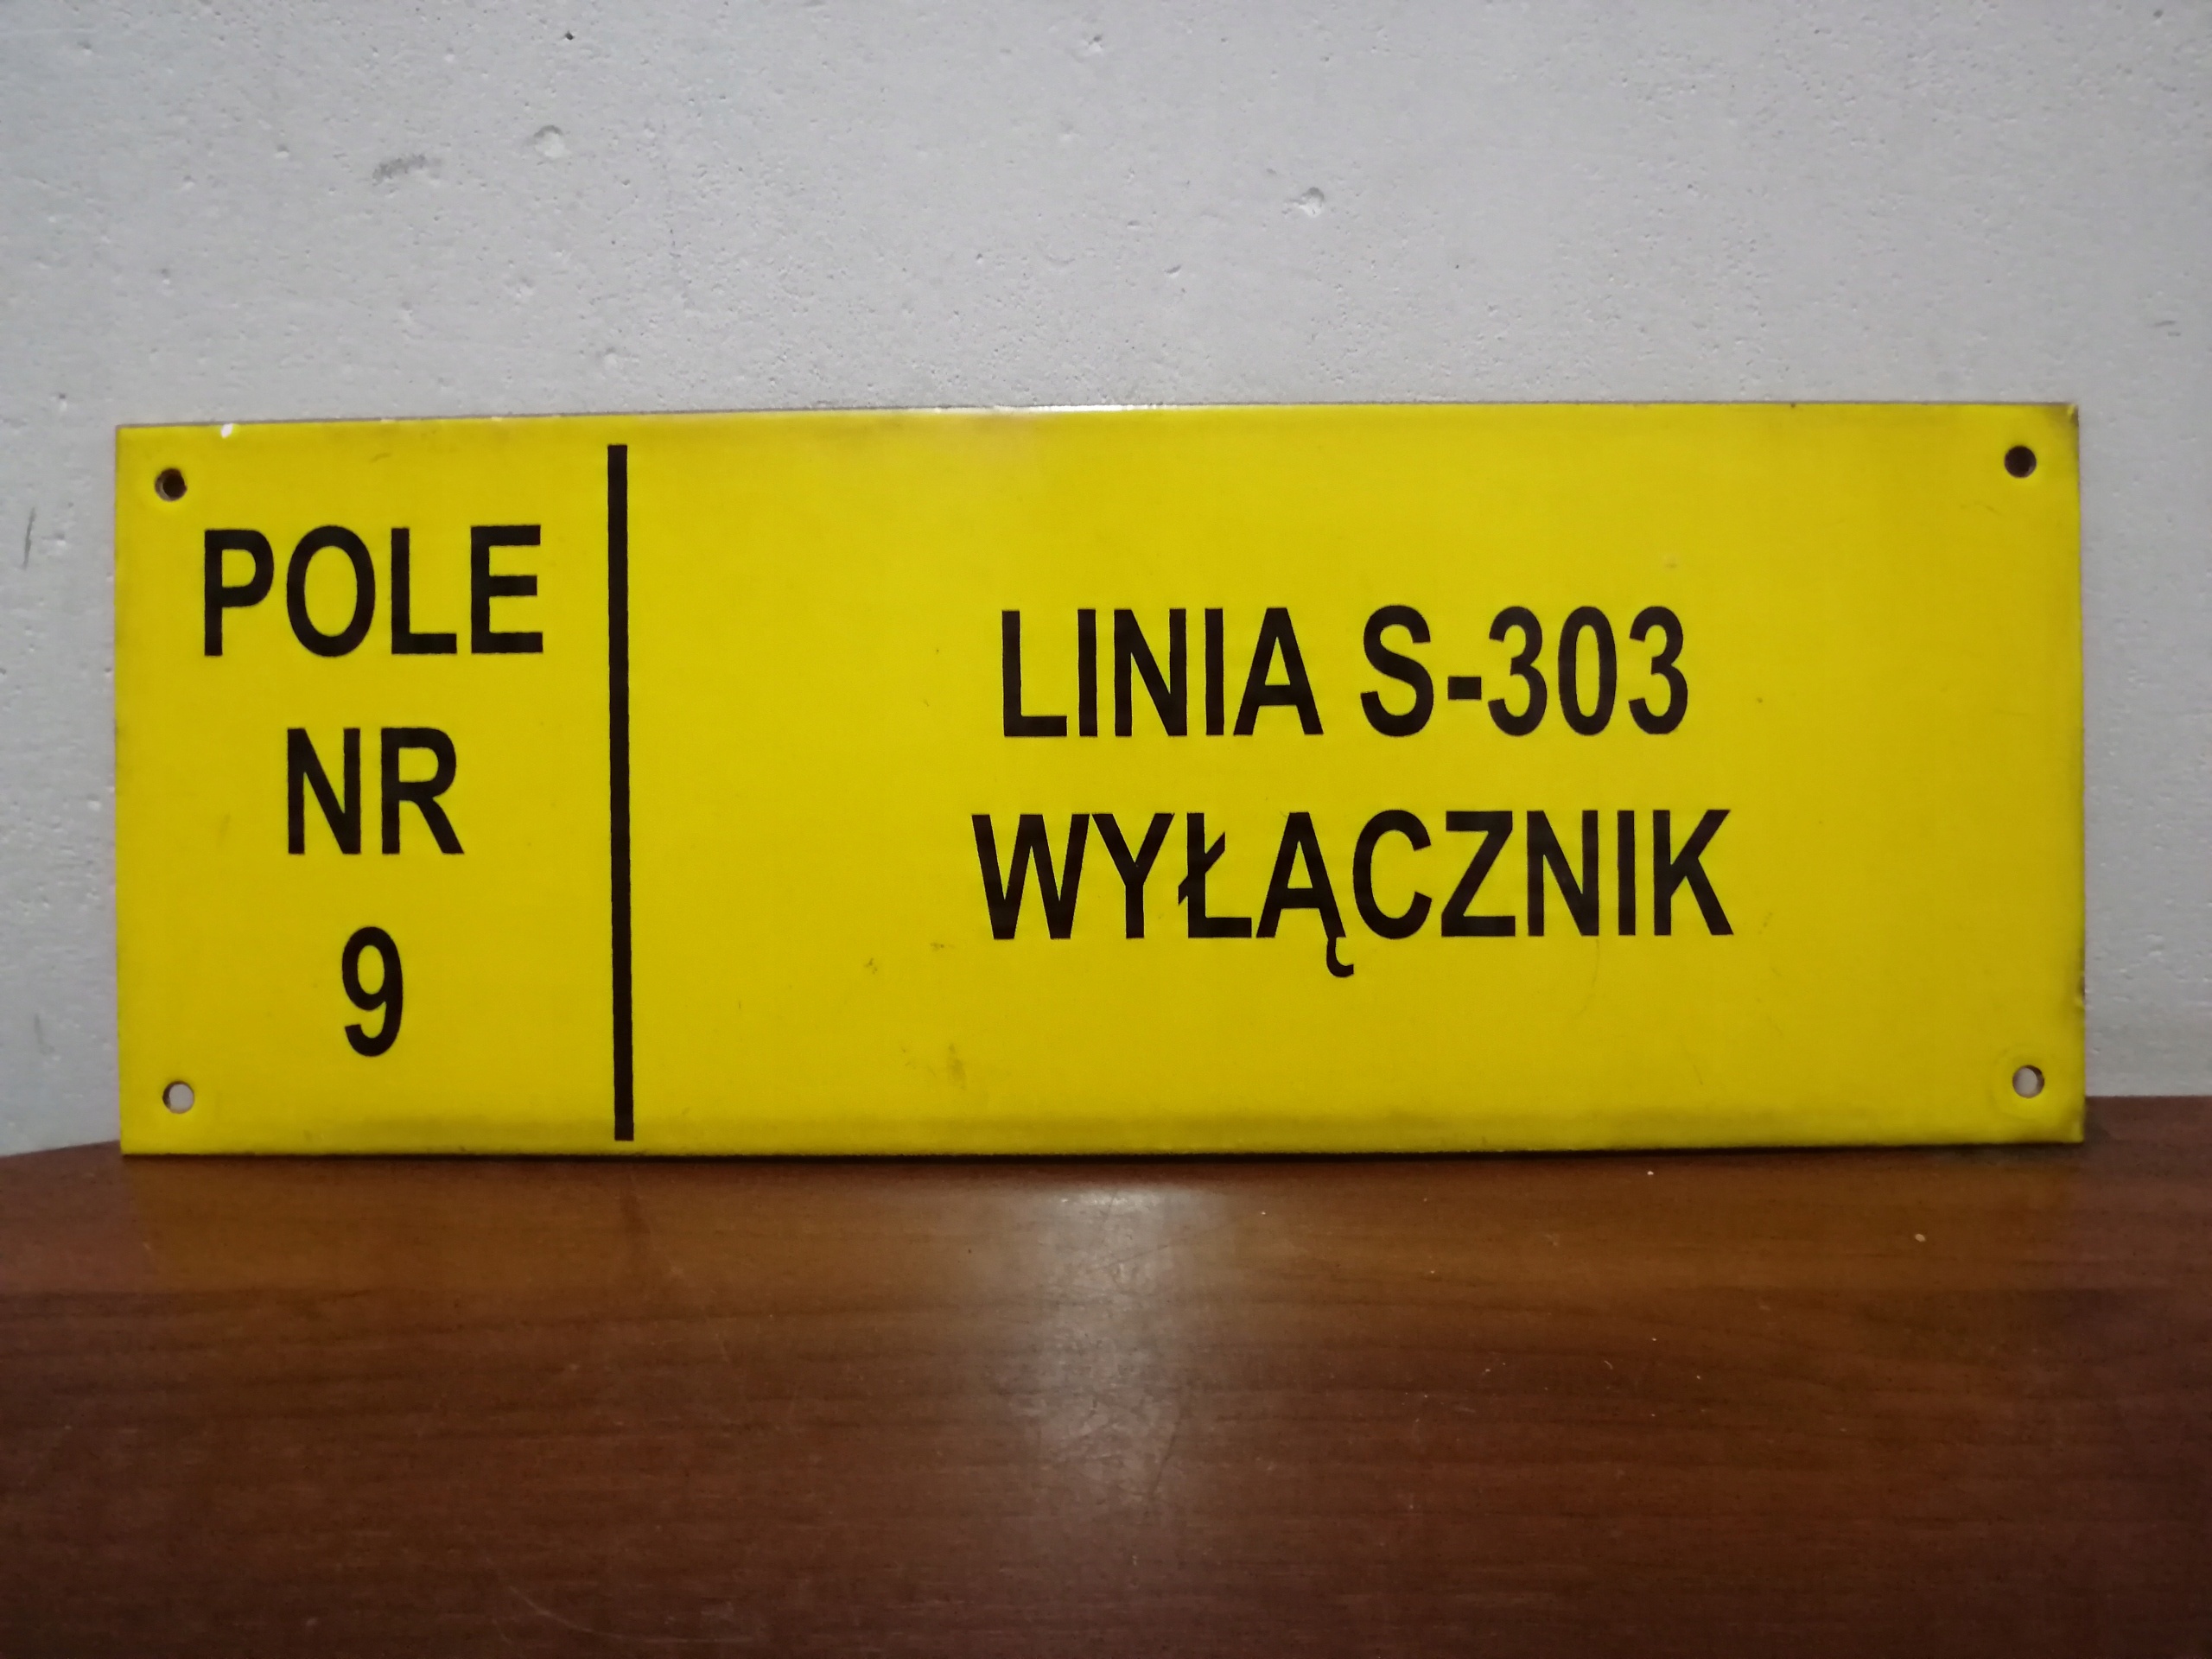 POLE
NR
9
LINIA S-303
WYŁĄCZNIK